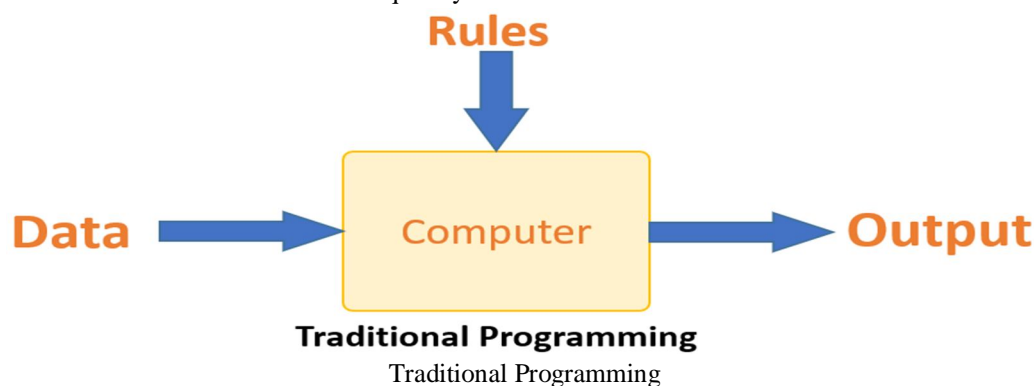 Rules
Data
Computer
Output
Traditional Programming
Traditional Programming